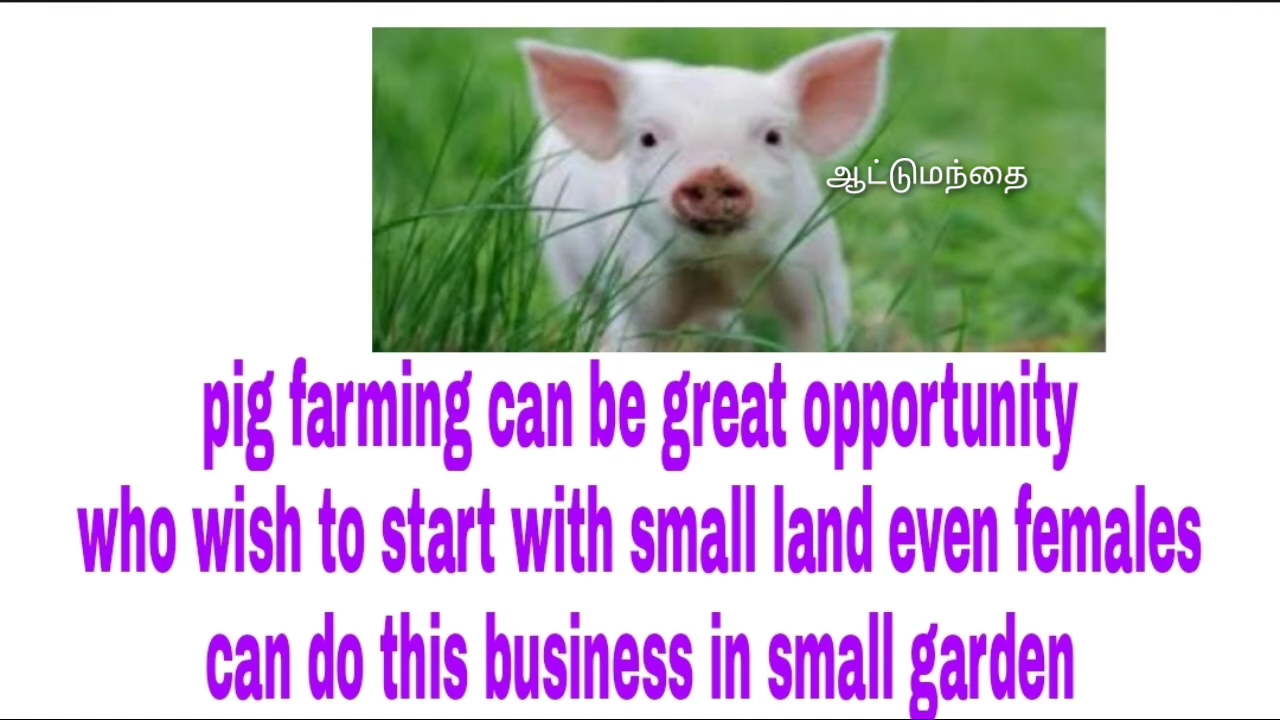 ஆட்டுமந்தை
pig farming can be great opportunity
who wish to start with small land even females
can do this business in small garden